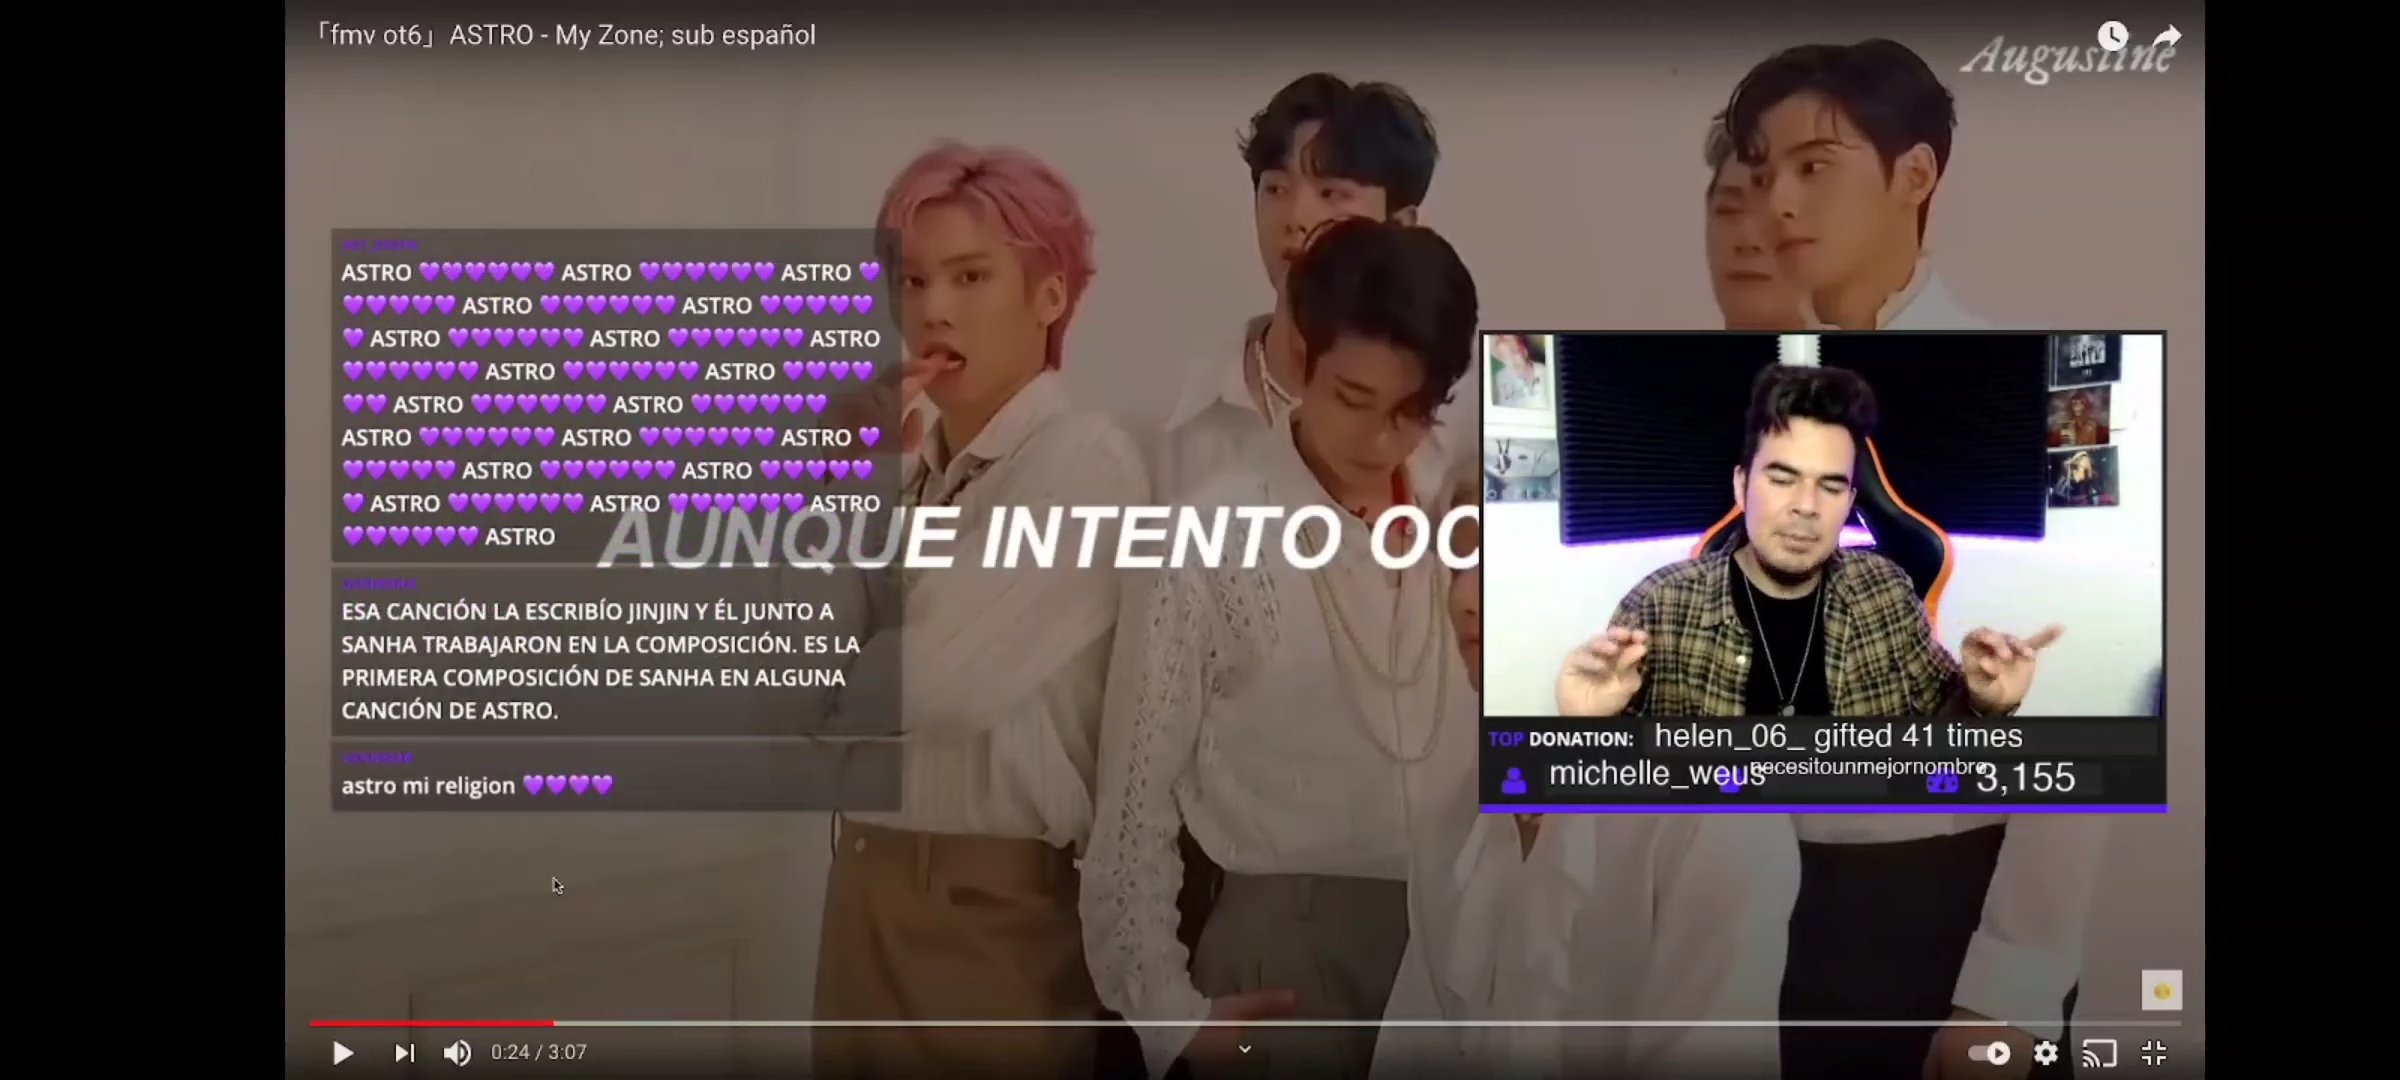 「fmv ot6」ASTRO - My Zone; sub español
Augustine
ASTRO 💜💜💜💜💜💜 ASTRO 💜💜💜💜💜💜 ASTRO 💜
💜💜💜💜💜 ASTRO 💜💜💜💜💜💜 ASTRO 💜💜💜💜💜
💜 ASTRO 💜💜💜💜💜💜 ASTRO 💜💜💜💜💜💜 ASTRO
💜💜💜💜💜💜 ASTRO 💜💜💜💜💜💜 ASTRO 💜💜💜💜
💜💜 ASTRO 💜💜💜💜💜💜 ASTRO 💜💜💜💜💜💜
ASTRO 💜💜💜💜💜💜 ASTRO 💜💜💜💜💜💜 ASTRO 💜
💜💜💜💜💜 ASTRO 💜💜💜💜💜💜 ASTRO 💜💜💜💜💜
💜 ASTRO 💜💜💜💜💜💜 ASTRO 💜💜💜💜💜💜 ASTRO
💜💜💜💜💜💜 ASTRO
AUNQUE INTENTO OC
ESA CANCIÓN LA ESCRIBÍO JINJIN Y ÉL JUNTO A
SANHA TRABAJARON EN LA COMPOSICIÓN. ES LA
PRIMERA COMPOSICIÓN DE SANHA EN ALGUNA
CANCIÓN DE ASTRO.
astro mi religion 💜💜💜💜
TOP DONATION: helen_06_ gifted 41 times
michelle_weus necesitounmejornombre 3,155
0:24 / 3:07